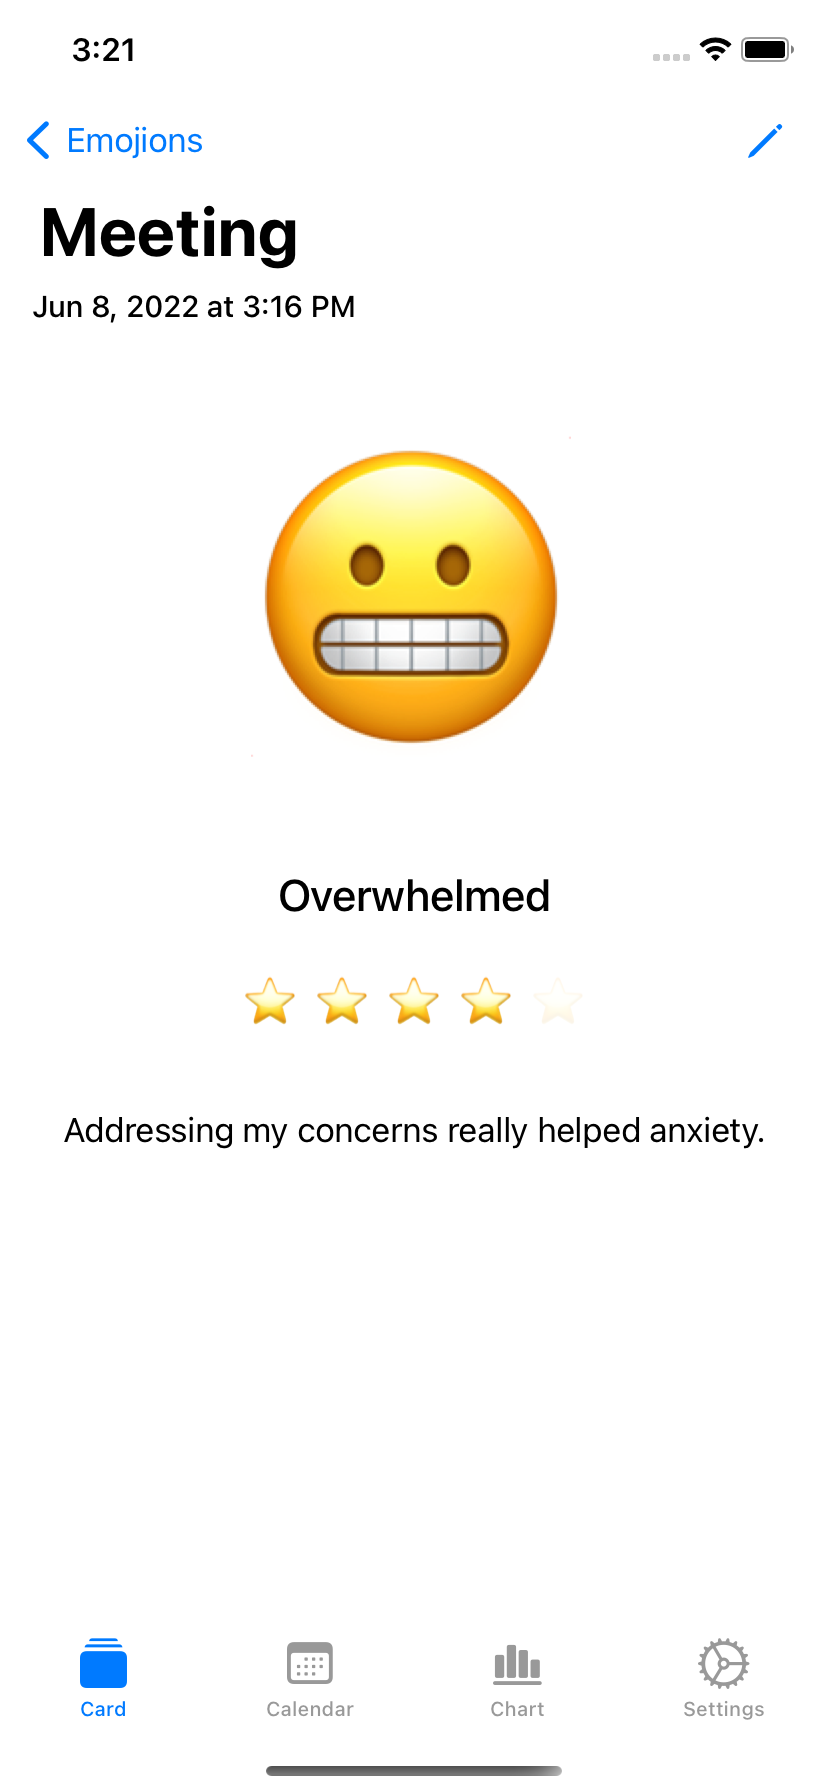 3:21
Emojions
Meeting
Jun 8, 2022 at 3:16 PM
Overwhelmed
Addressing my concerns really helped anxiety.
Card
Calendar
Chart
Settings